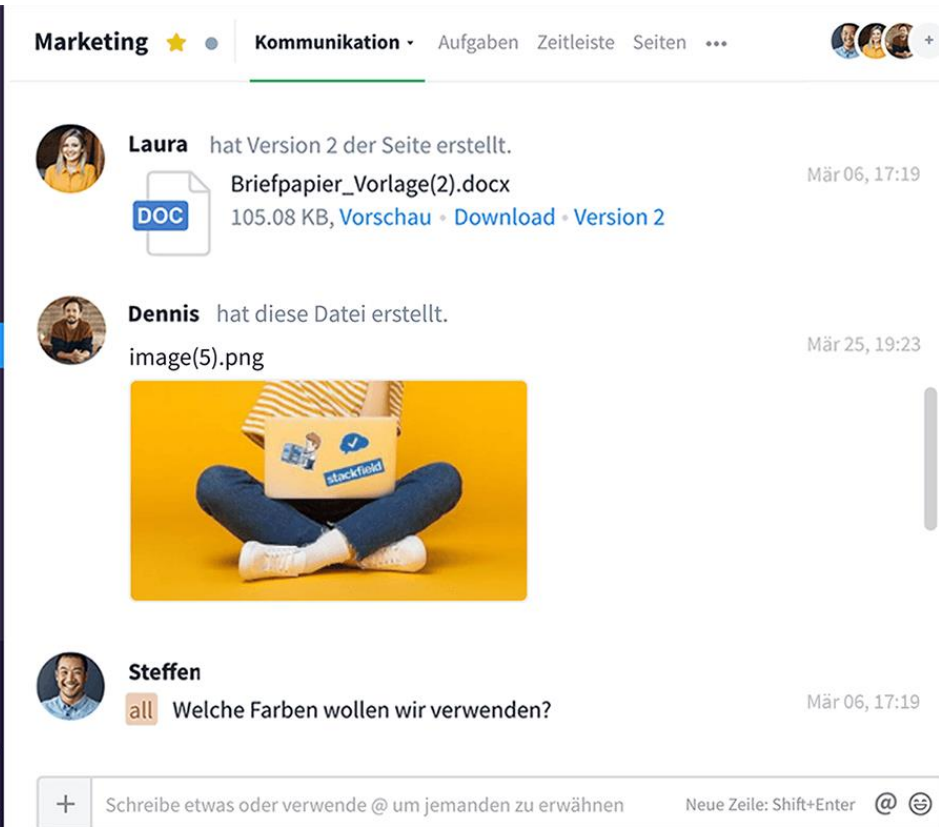 Marketing
Kommunikation Aufgaben Zeitleiste Seiten •••
+
Laura hat Version 2 der Seite erstellt.
Mär 06, 17:19
DOC
Briefpapier_Vorlage(2).docx
105.08 KB, Vorschau • Download • Version 2
Dennis hat diese Datei erstellt.
Mär 25, 19:23
image(5).png
stackfield
Steffen
all Welche Farben wollen wir verwenden?
Mär 06, 17:19
+ Schreibe etwas oder verwende @ um jemanden zu erwähnen Neue Zeile: Shift+Enter @